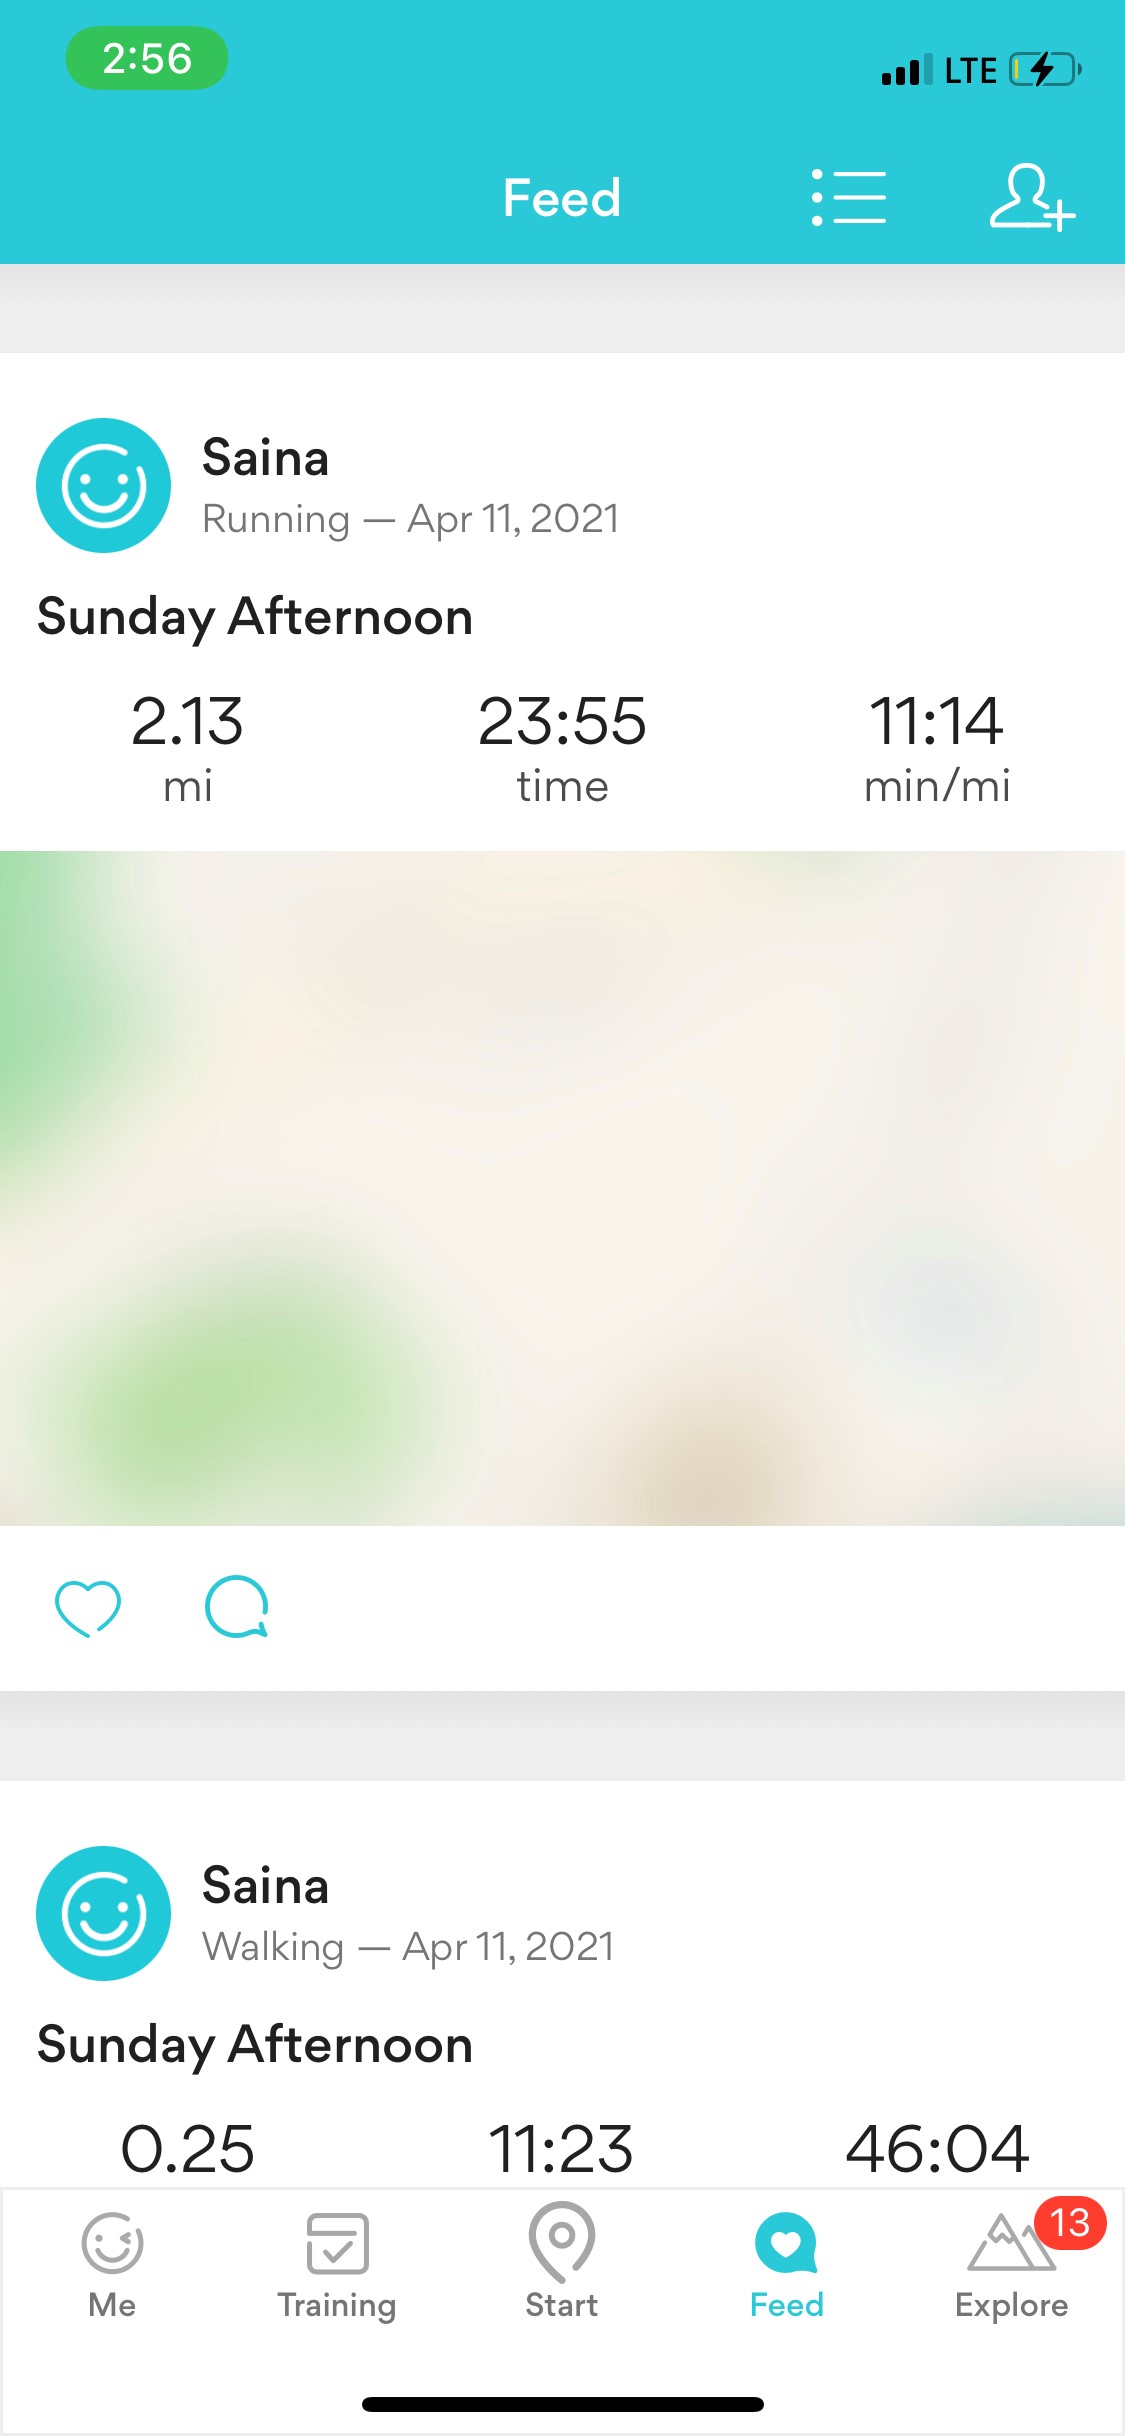 2:56
LTE
Feed
Saina
Running — Apr 11, 2021
Sunday Afternoon
2.13 23:55 11:14
mi time min/mi
Saina
Walking — Apr 11, 2021
Sunday Afternoon
0.25 11:23 46:04
13
Me Training Start Feed Explore